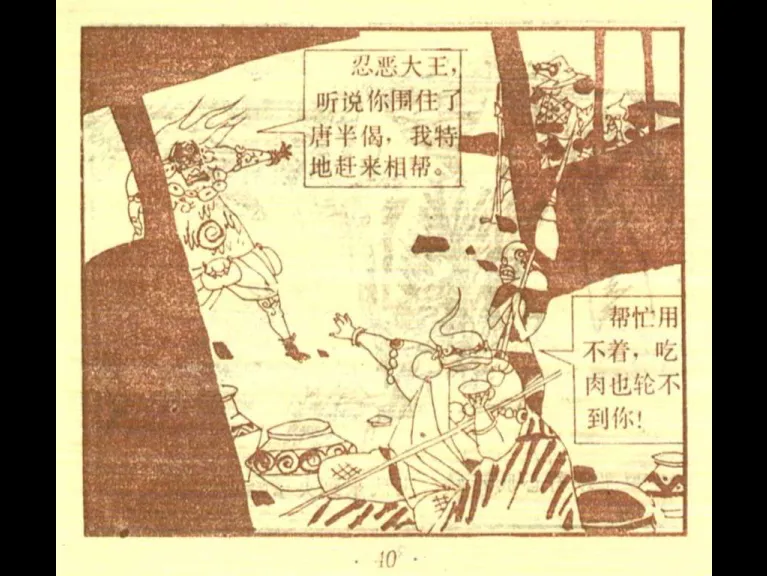 忍恶大王，
听说你围住了
唐半偈，我特
地赶来相帮。
帮忙用
不着，吃
肉也轮不
到你！
· 40 ·